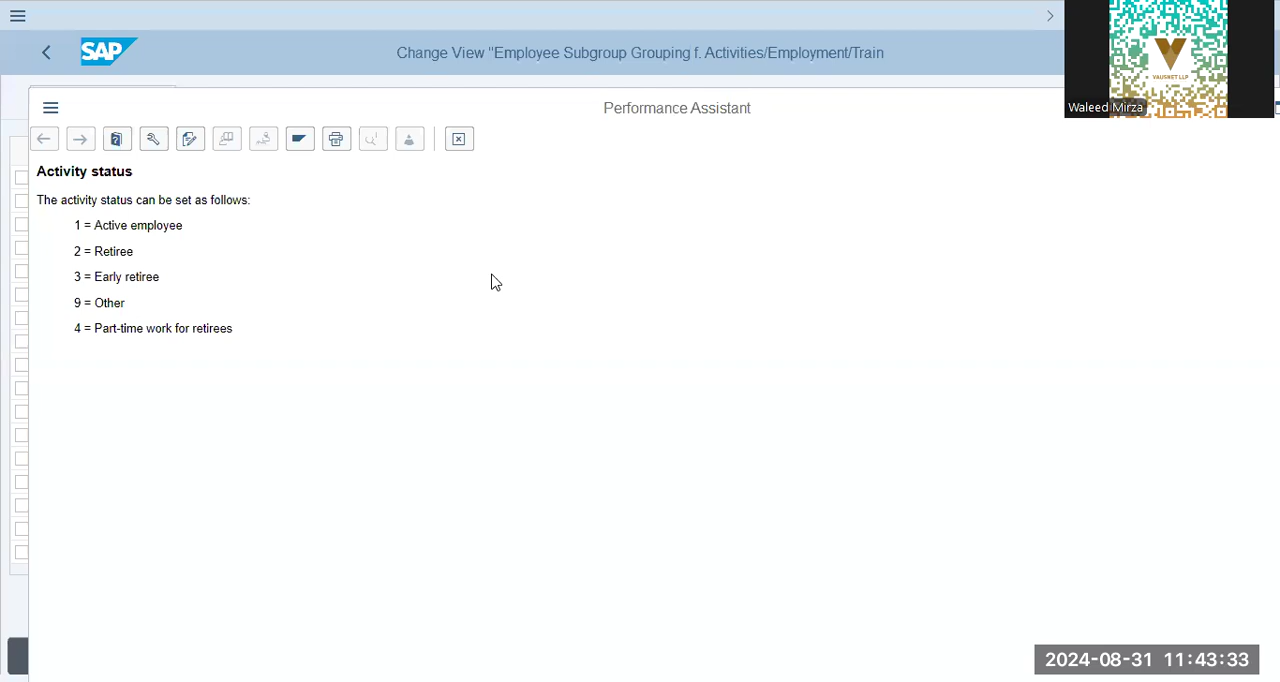 SAP
Change View "Employee Subgroup Grouping f. Activities/Employment/Train
VAUSNET LLP
Waleed Mirza
Performance Assistant
Activity status
The activity status can be set as follows:
1 = Active employee
2 = Retiree
3 = Early retiree
9 = Other
4 = Part-time work for retirees
2024-08-31 11:43:33